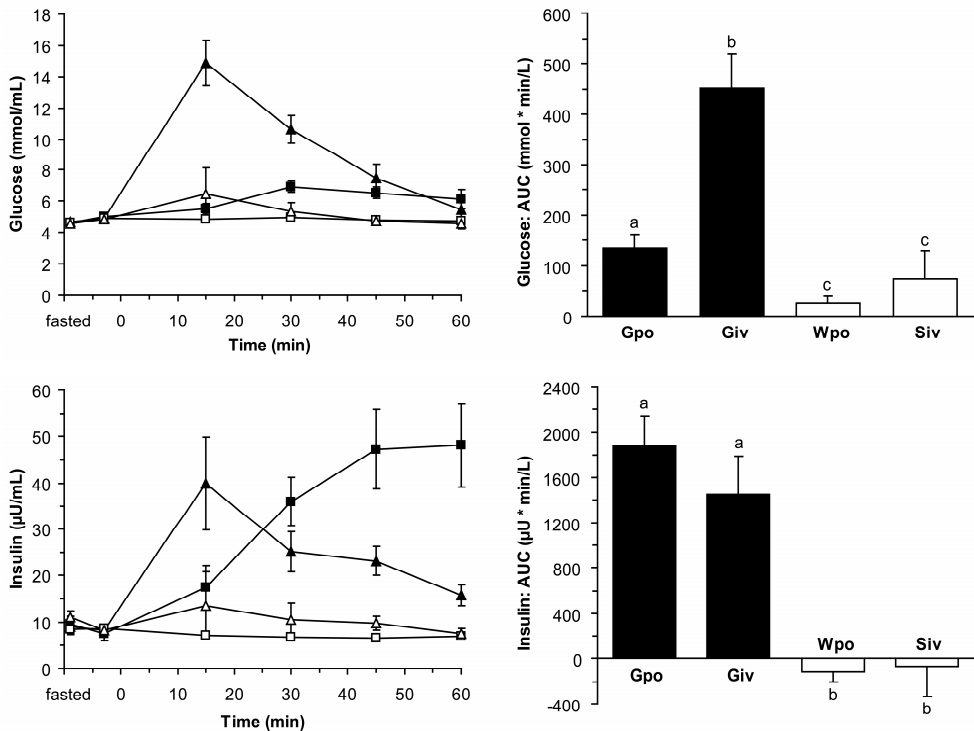 18
16
14
12
10
8
6
4
2
0
Glucose (mmol/mL)
fasted 0 10 20 30 40 50 60
Time (min)
600
500
400
300
200
100
0
Glucose: AUC (mmol * min/L)
a
b
c
c
Gpo Giv Wpo Siv
60
50
40
30
20
10
0
Insulin (µU/mL)
fasted 0 10 20 30 40 50 60
Time (min)
2400
2000
1600
1200
800
400
0
-400
Insulin: AUC (µU * min/L)
a
a
Wpo Siv
Gpo Giv
b
b